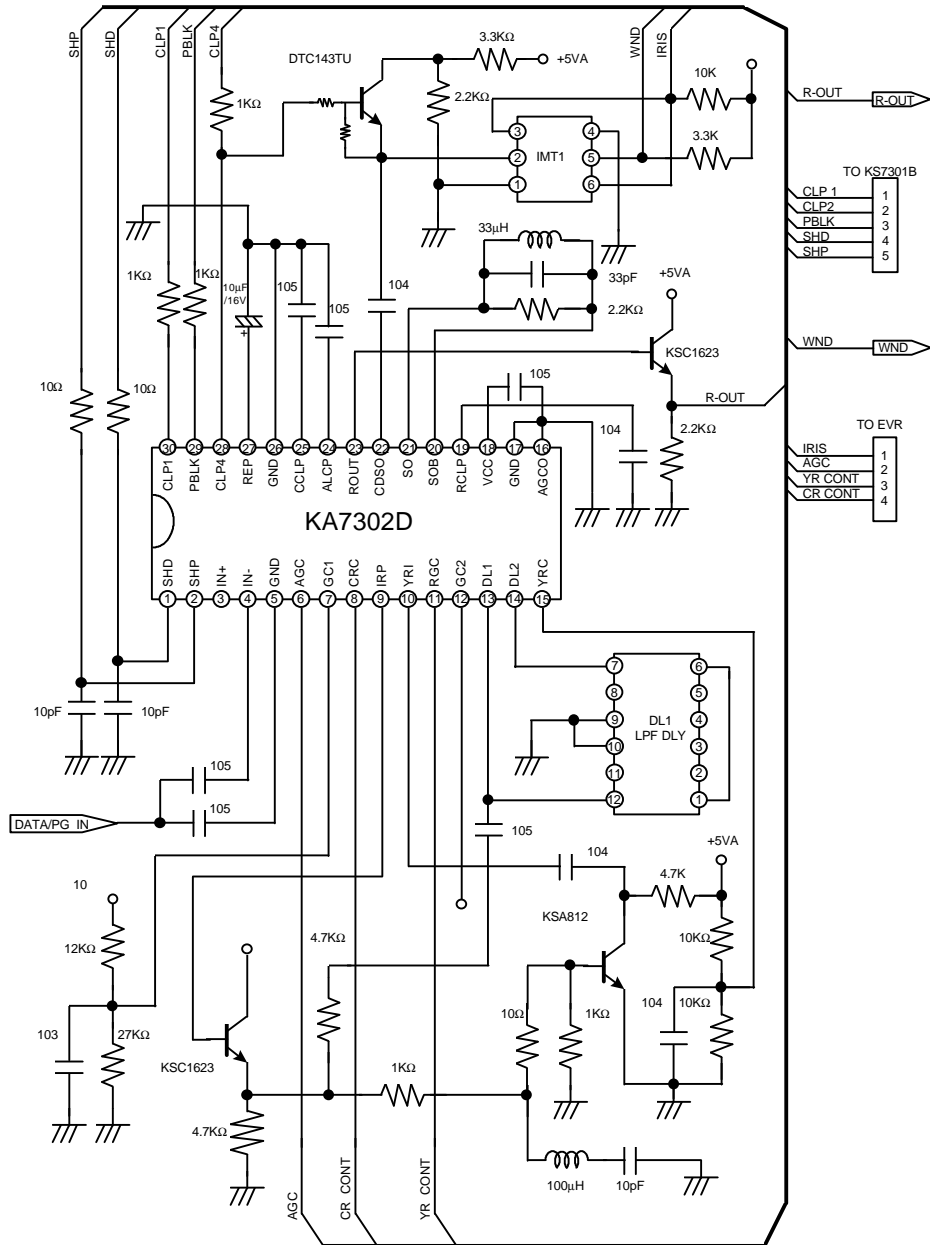 SHP
SHD
CLP1
PBLK
CLP4
WND
IRIS
3.3KΩ
+5VA
DTC143TU
1KΩ
2.2KΩ
10K
3.3K
3
4
2
IMT1
5
1
6
R-OUT
R-OUT
TO KS7301B
CLP 1
1
CLP2
2
PBLK
3
SHD
4
SHP
5
33μH
33pF
2.2KΩ
+5VA
KSC1623
1KΩ
1KΩ
10μF
/16V
105
105
104
WND
WND
10Ω
10Ω
105
R-OUT
104
2.2KΩ
TO EVR
IRIS
1
AGC
2
YR CONT
3
CR CONT
4
30
29
28
27
26
25
24
23
22
21
20
19
18
17
16
CLP1
PBLK
CLP4
REP
GND
CCLP
ALCP
ROUT
CDSO
SO
SOB
RCLP
VCC
GND
AGCO
KA7302D
SHD
SHP
IN+
IN-
GND
AGC
GC1
CRC
IRP
YRI
RGC
GC2
DL1
DL2
YRC
1
2
3
4
5
6
7
8
9
10
11
12
13
14
15
10pF
10pF
7
6
8
5
9
4
10
3
11
2
12
1
DL1
LPF DLY
105
105
DATA/PG IN
105
+5VA
104
4.7K
10
12KΩ
KSA812
10KΩ
4.7KΩ
103
27KΩ
10Ω
1KΩ
104
10KΩ
KSC1623
1KΩ
4.7KΩ
100μH
10pF
AGC
CR CONT
YR CONT